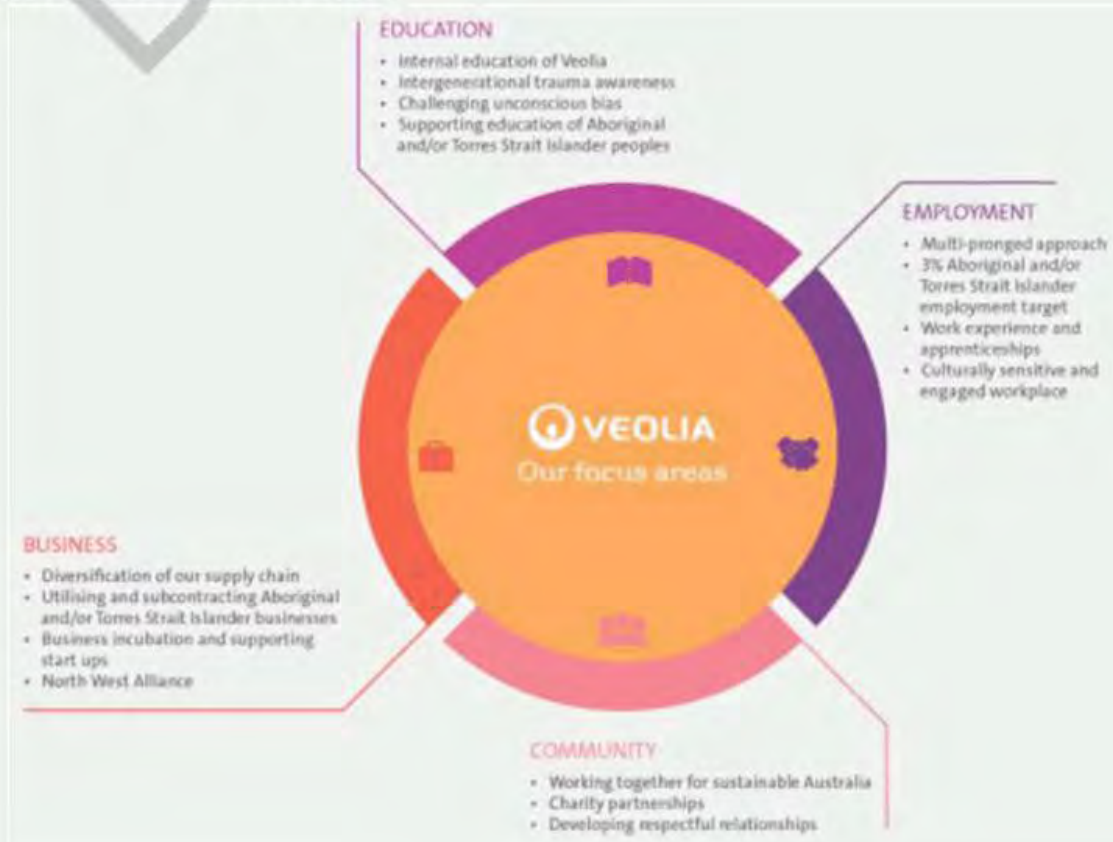 EDUCATION
• Internal education of Veolia
• Intergenerational trauma awareness
• Challenging unconscious bias
• Supporting education of Aboriginal
and/or Torres Strait Islander peoples
EMPLOYMENT
• Multi-pronged approach
• 3% Aboriginal and/or
Torres Strait Islander
employment target
• Work experience and
apprenticeships
• Culturally sensitive and
engaged workplace
VEOLIA
Our focus areas
BUSINESS
• Diversification of our supply chain
• Utilising and subcontracting Aboriginal
and/or Torres Strait Islander businesses
• Business incubation and supporting
start ups
• North West Alliance
COMMUNITY
• Working together for sustainable Australia
• Charity partnerships
• Developing respectful relationships